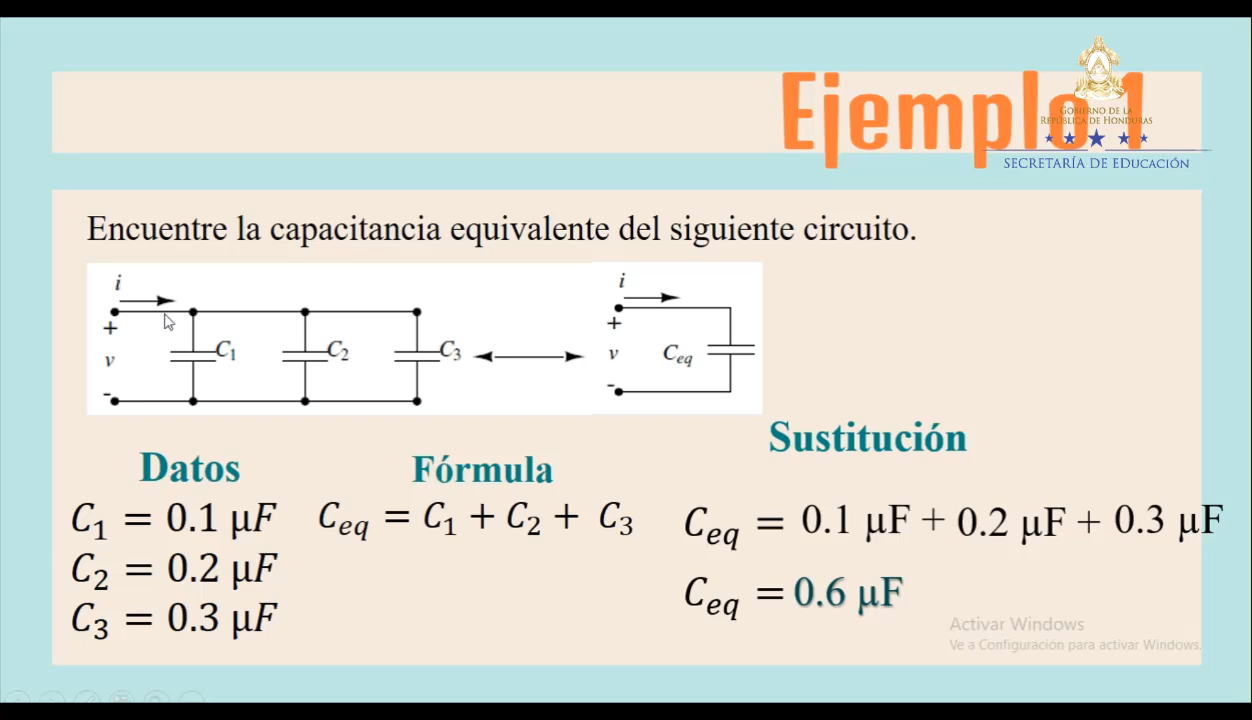 Ejemplo 1
GOBIERNO DE LA
REPÚBLICA DE HONDURAS
SECRETARÍA DE EDUCACIÓN
Encuentre la capacitancia equivalente del siguiente circuito.
i i
+ C₁ C₂ C₃ + 
v v Ceq
- -
Sustitución
Datos Fórmula
C₁ = 0.1 μF Ceq = C₁ + C₂ + C₃ Ceq = 0.1 μF + 0.2 μF + 0.3 μF
C₂ = 0.2 μF
Ceq = 0.6 μF
C₃ = 0.3 μF
Activar Windows
Ve a Configuración para activar Windows.